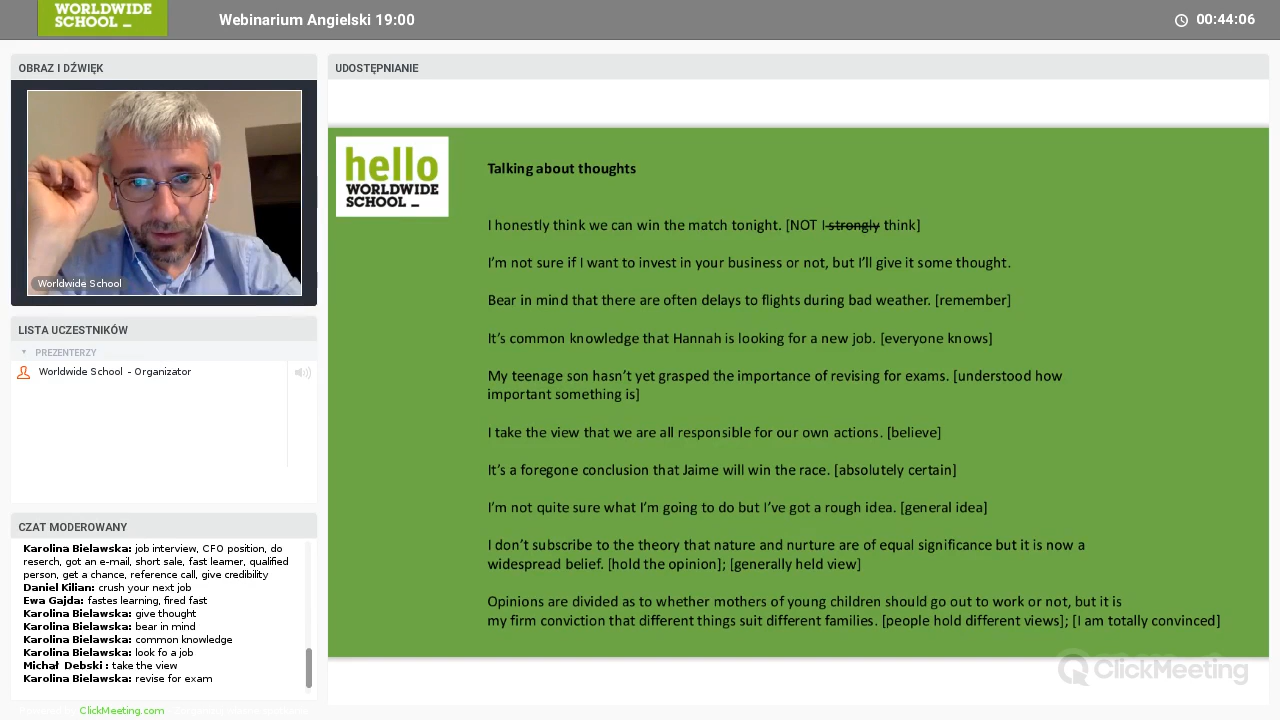 WORLDWIDE
SCHOOL _
Webinarium Angielski 19:00
00:44:06
OBRAZ I DŹWIĘK
Worldwide School
LISTA UCZESTNIKÓW
PREZENTERZY
Worldwide School - Organizator
CZAT MODEROWANY
Karolina Bielawska: job interview, CFO position, do
reserch, got an e-mail, short sale, fast learner, qualified
person, get a chance, reference call, give credibility
Daniel Kilian: crush your next job
Ewa Gajda: fastes learning, fired fast
Karolina Bielawska: give thought
Karolina Bielawska: bear in mind
Karolina Bielawska: common knowledge
Karolina Bielawska: look fo a job
Michał Debski : take the view
Karolina Bielawska: revise for exam
ClickMeeting.com
UDOSTĘPNIANIE
hello
WORLDWIDE
SCHOOL _
Talking about thoughts
I honestly think we can win the match tonight. [NOT I strongly think]
I'm not sure if I want to invest in your business or not, but I'll give it some thought.
Bear in mind that there are often delays to flights during bad weather. [remember]
It's common knowledge that Hannah is looking for a new job. [everyone knows]
My teenage son hasn't yet grasped the importance of revising for exams. [understood how
important something is]
I take the view that we are all responsible for our own actions. [believe]
It's a foregone conclusion that Jaime will win the race. [absolutely certain]
I'm not quite sure what I'm going to do but I've got a rough idea. [general idea]
I don't subscribe to the theory that nature and nurture are of equal significance but it is now a
widespread belief. [hold the opinion]; [generally held view]
Opinions are divided as to whether mothers of young children should go out to work or not, but it is
my firm conviction that different things suit different families. [people hold different views]; [I am totally convinced]
ClickMeeting